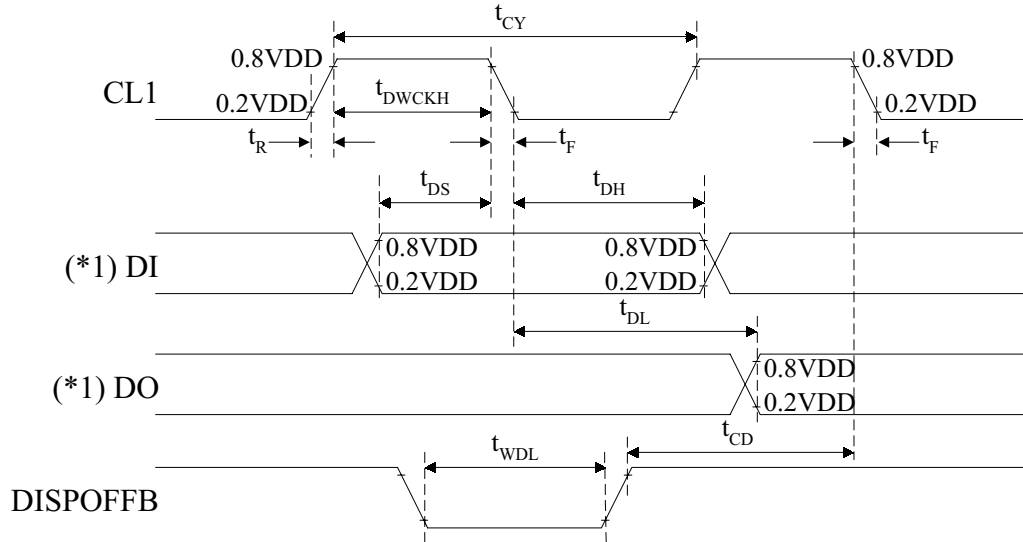 tCY
0.8VDD
0.8VDD
CL1
tDWCKH
0.2VDD
0.2VDD
tR
tF
tF
tDS
tDH
(*1) DI
0.8VDD
0.8VDD
0.2VDD
0.2VDD
tDL
(*1) DO
0.8VDD
0.2VDD
tCD
tWDL
DISPOFFB